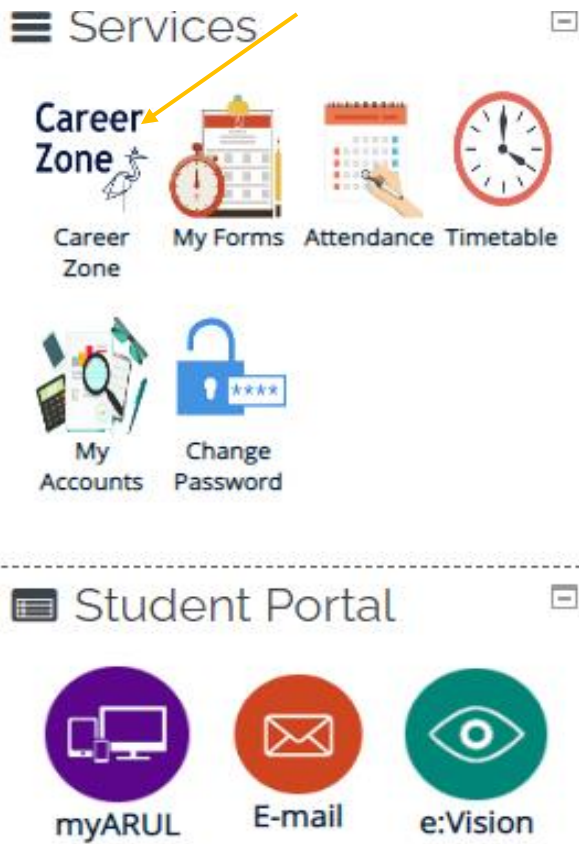 Services
Career
Zone
Career
Zone
My Forms
Attendance
Timetable
****
My
Accounts
Change
Password
Student Portal
myARUL
E-mail
e:Vision